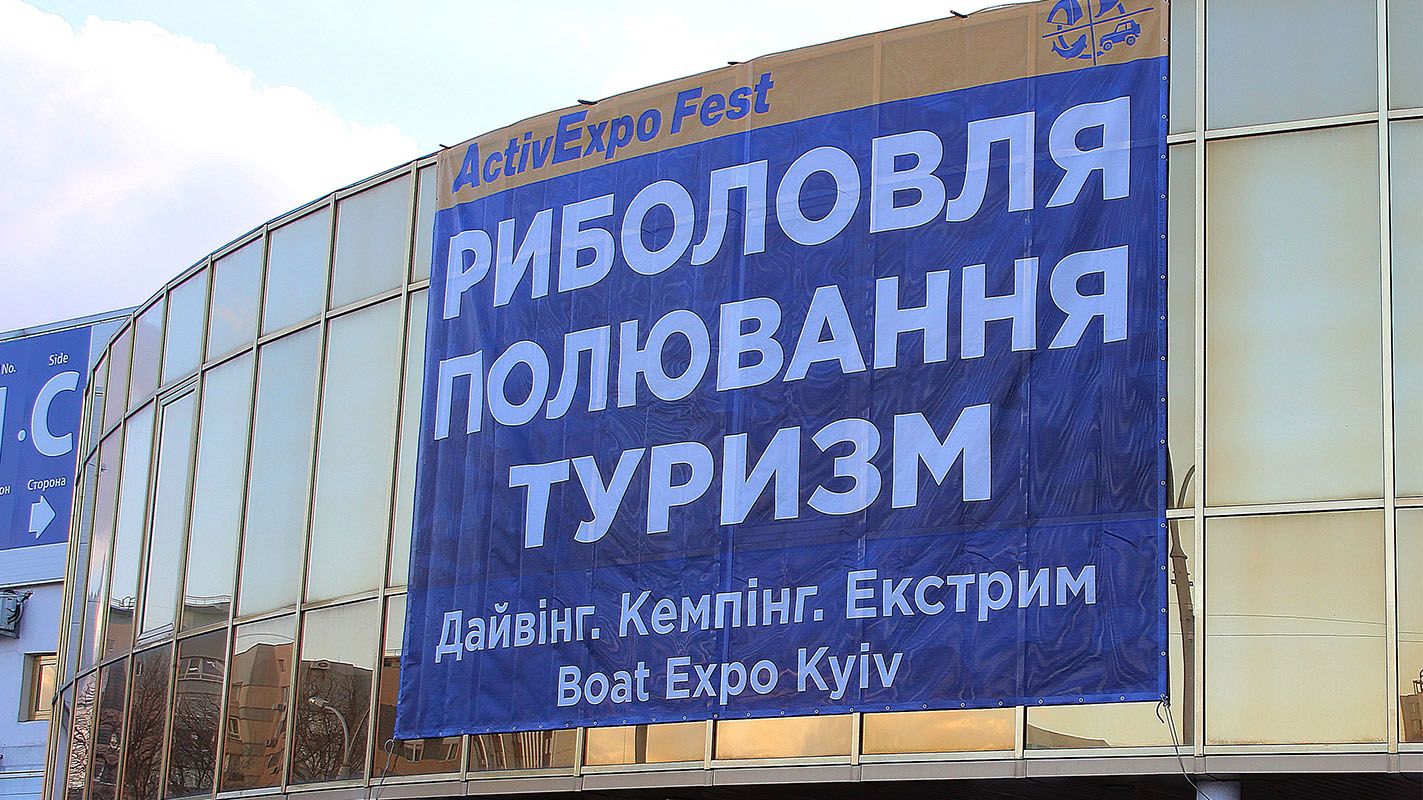 ActivExpo Fest
РИБОЛОВЛЯ
ПОЛЮВАННЯ
ТУРИЗМ
Дайвінг. Кемпінг. Екстрим
Boat Expo Kyiv
No. Side
C
Сторона